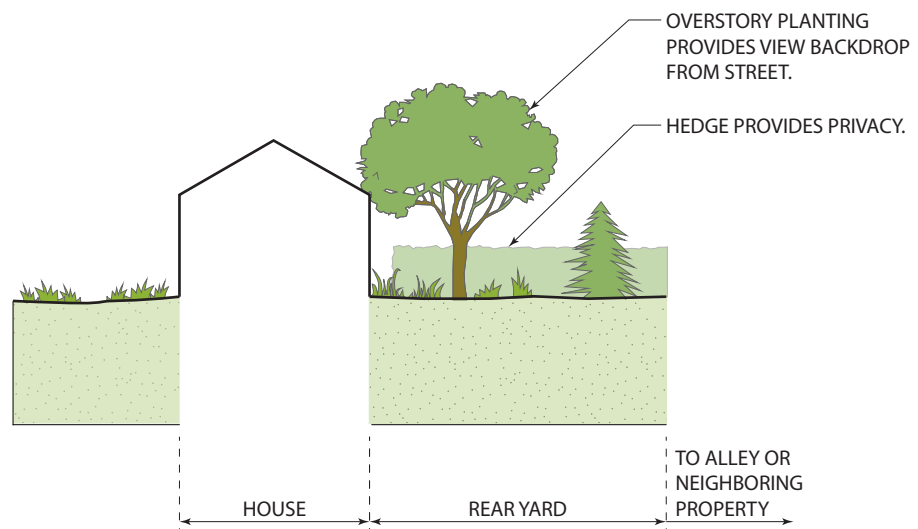 OVERSTORY PLANTING
PROVIDES VIEW BACKDROP
FROM STREET.
HEDGE PROVIDES PRIVACY.
TO ALLEY OR
NEIGHBORING
PROPERTY
HOUSE
REAR YARD